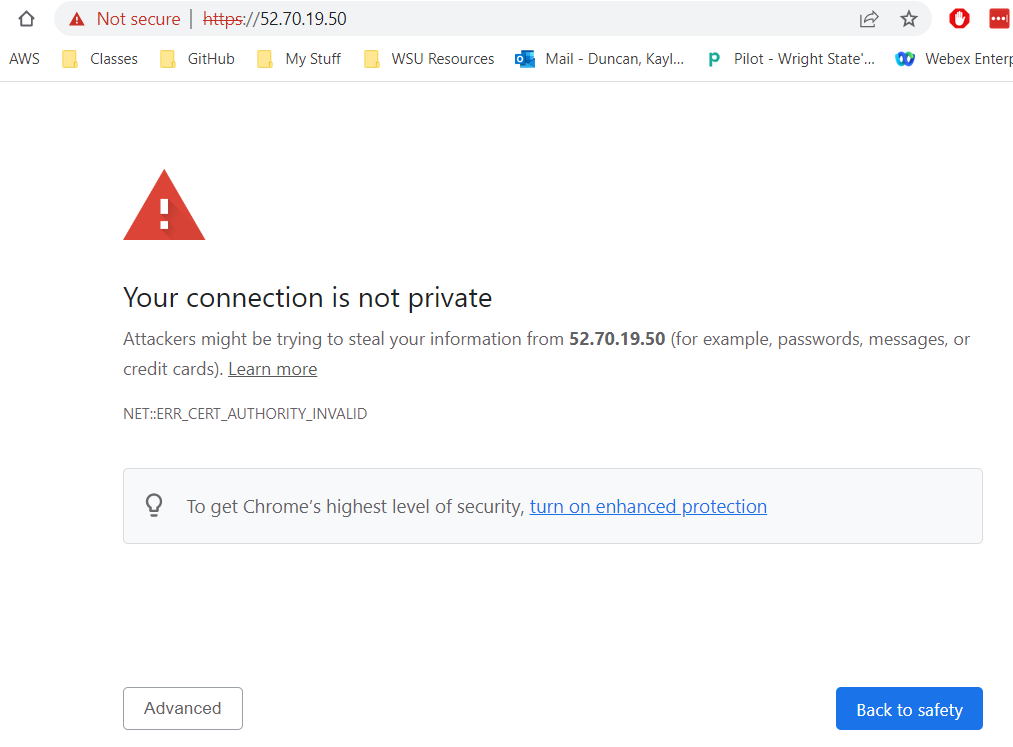 Not secure | https://52.70.19.50
AWS Classes GitHub My Stuff WSU Resources Mail - Duncan, Kayl... Pilot - Wright State'... Webex Enterp
Your connection is not private
Attackers might be trying to steal your information from 52.70.19.50 (for example, passwords, messages, or
credit cards). Learn more
NET::ERR_CERT_AUTHORITY_INVALID
To get Chrome's highest level of security, turn on enhanced protection
Advanced Back to safety